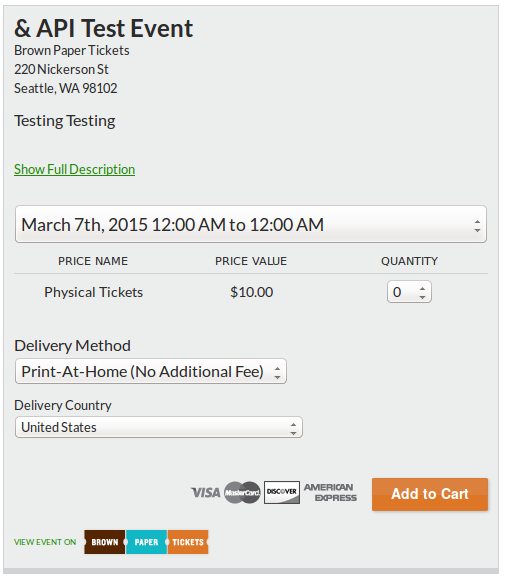 & API Test Event
Brown Paper Tickets
220 Nickerson St
Seattle, WA 98102
Testing Testing
Show Full Description
March 7th, 2015 12:00 AM to 12:00 AM
PRICE NAME PRICE VALUE QUANTITY
Physical Tickets $10.00 0
Delivery Method
Print-At-Home (No Additional Fee)
Delivery Country
United States
VISA MasterCard DISCOVER AMERICAN EXPRESS Add to Cart
VIEW EVENT ON BROWN PAPER TICKETS